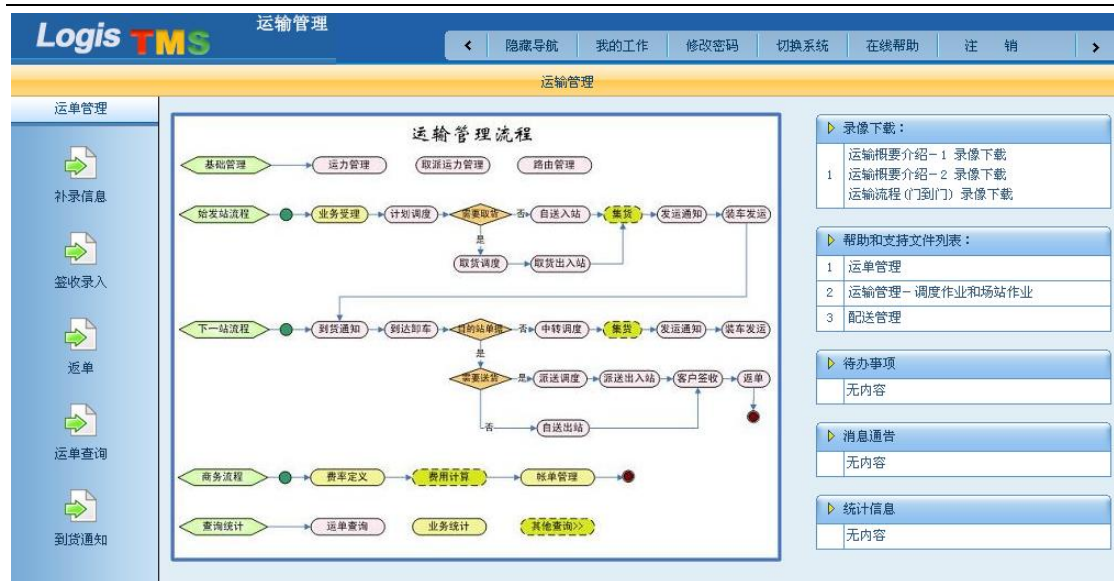 Logis TMS
运输管理
隐藏导航 我的工作 修改密码 切换系统 在线帮助 注 销
运输管理
运单管理
补录信息
签收录入
返单
运单查询
到货通知
运输管理流程
基础管理 运力管理 取派运力管理 路由管理
始发站流程 业务受理 计划调度 需要取货 否 自送入站 集货 发运通知 装车发运
是
取货调度 取货出入站
下一站流程 到货通知 到达卸车 目的站单据 否 中转调度 集货 发运通知 装车发运
是
需要送货 是 派送调度 派送出入站 客户签收 返单
否 自送出站
商务流程 费率定义 费用计算 帐单管理
查询统计 运单查询 业务统计 其他查询>>
录像下载：
1 运输概要介绍－1 录像下载
运输概要介绍－2 录像下载
运输流程(门到门) 录像下载
帮助和支持文件列表：
1 运单管理
2 运输管理－调度作业和场站作业
3 配送管理
待办事项
无内容
消息通告
无内容
统计信息
无内容